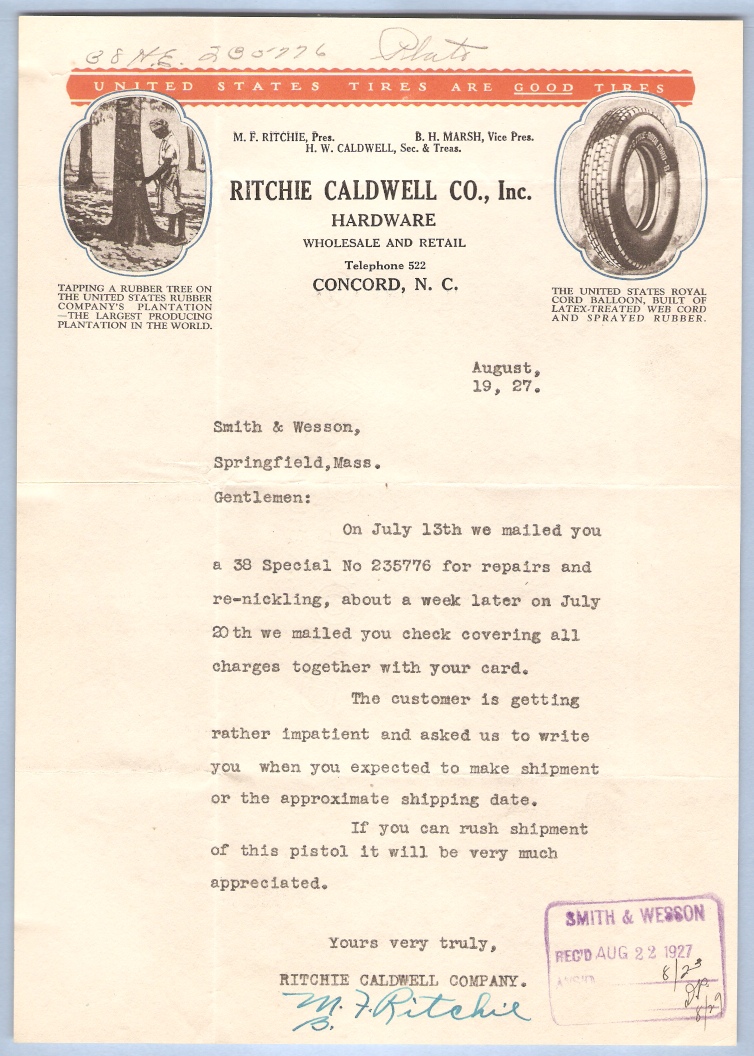 38 H.E. 235776 Plato
UNITED STATES TIRES ARE GOOD TIRES
M. F. RITCHIE, Pres. B. H. MARSH, Vice Pres.
H. W. CALDWELL, Sec. & Treas.
RITCHIE CALDWELL CO., Inc.
HARDWARE
WHOLESALE AND RETAIL
Telephone 522
CONCORD, N. C.
TAPPING A RUBBER TREE ON
THE UNITED STATES RUBBER
COMPANY'S PLANTATION
—THE LARGEST PRODUCING
PLANTATION IN THE WORLD.
THE UNITED STATES ROYAL
CORD BALLOON, BUILT OF
LATEX-TREATED WEB CORD
AND SPRAYED RUBBER.
August,
19, 27.
Smith & Wesson,
Springfield,Mass.
Gentlemen:
On July 13th we mailed you
a 38 Special No 235776 for repairs and
re-nickling, about a week later on July
20th we mailed you check covering all
charges together with your card.
The customer is getting
rather impatient and asked us to write
you when you expected to make shipment
or the approximate shipping date.
If you can rush shipment
of this pistol it will be very much
appreciated.
Yours very truly,
RITCHIE CALDWELL COMPANY.
M. F. Ritchie
B.
SMITH & WESSON
REC'D AUG 22 1927
8/23
8/29